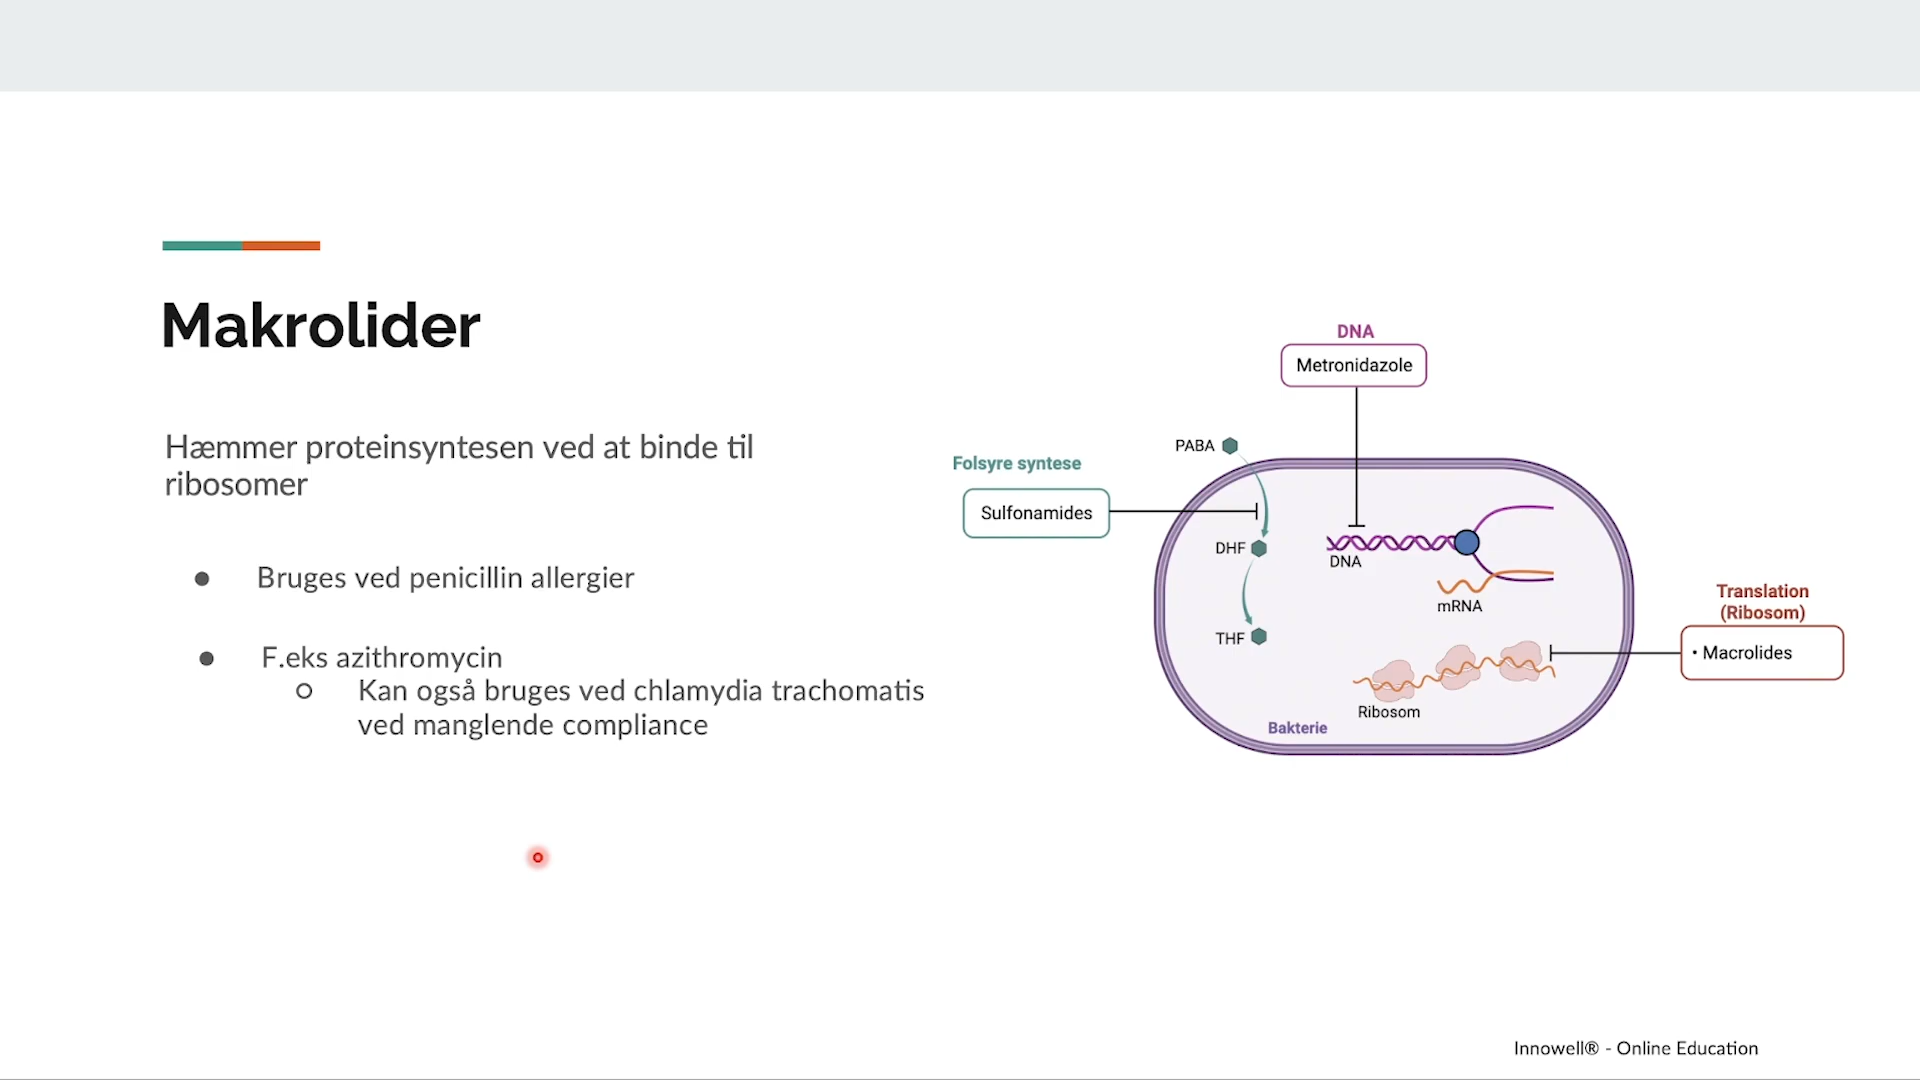 Makrolider
Hæmmer proteinsyntesen ved at binde til
ribosomer
● Bruges ved penicillin allergier
● F.eks azithromycin
○ Kan også bruges ved chlamydia trachomatis
ved manglende compliance
DNA
Metronidazole
PABA
Folsyre syntese
Sulfonamides
DHF
DNA
mRNA
THF
Translation
(Ribosom)
• Macrolides
Ribosom
Bakterie
Innowell® - Online Education